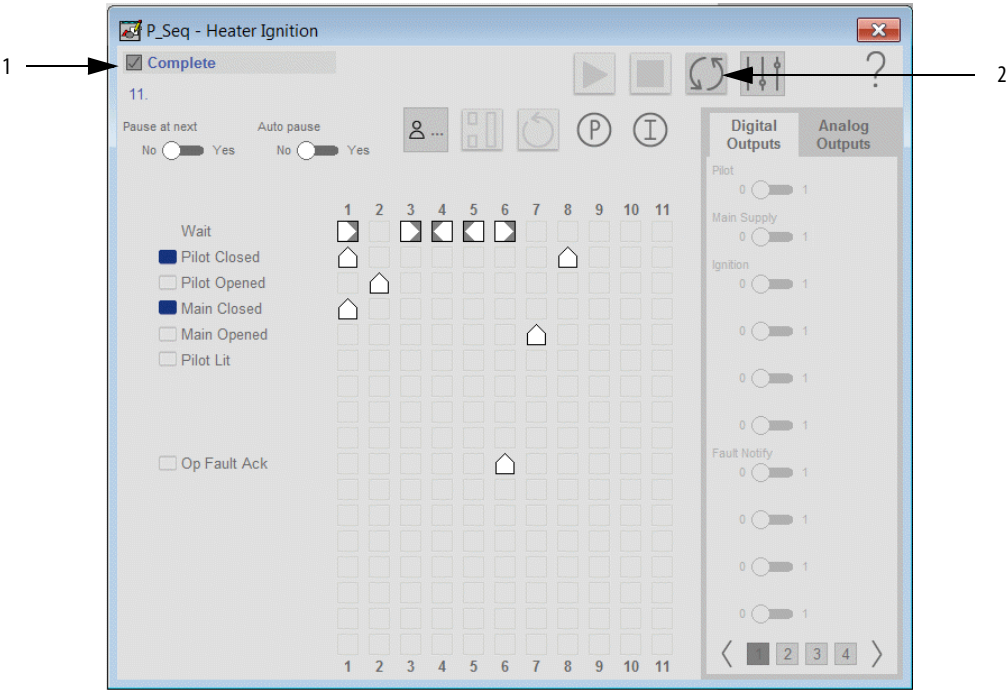 P_Seq - Heater Ignition
1
Complete
2
?
11.
Pause at next
Auto pause
No Yes
No Yes
...
P
I
Digital Outputs
Analog Outputs
1 2 3 4 5 6 7 8 9 10 11
Wait
Pilot Closed
Pilot Opened
Main Closed
Main Opened
Pilot Lit
Op Fault Ack
1 2 3 4 5 6 7 8 9 10 11
Pilot
0 1
Main Supply
0 1
Ignition
0 1
0 1
0 1
0 1
Fault Notify
0 1
0 1
0 1
0 1
1 2 3 4